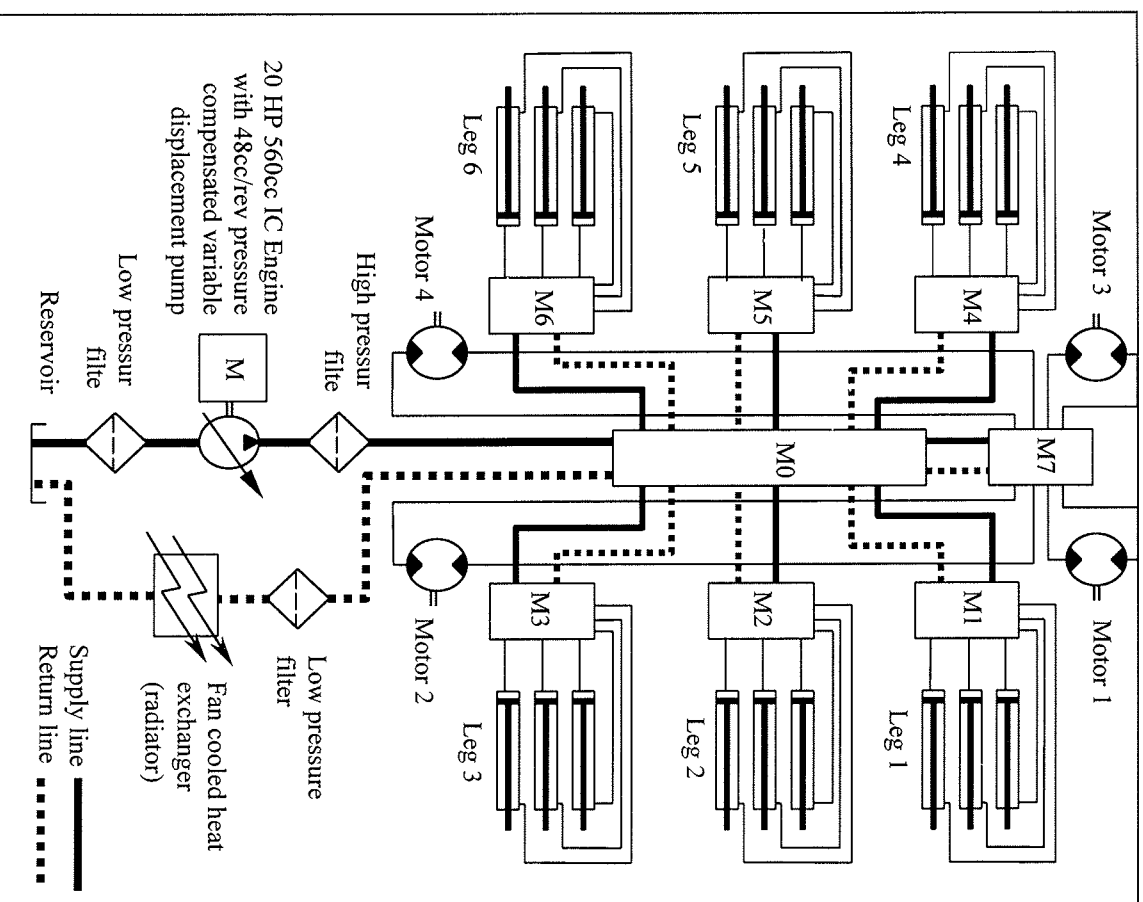 20 HP 560cc IC Engine
with 48cc/rev pressure
compensated variable
displacement pump
Leg 6
Leg 5
Leg 4
Motor 4
Motor 3
M6
M5
M4
High pressur
filte
Low pressur
filte
Reservoir
M
M0
M7
Motor 2
Motor 1
M3
M2
M1
Low pressure
filter
Fan cooled heat
exchanger
(radiator)
Leg 3
Leg 2
Leg 1
Supply line
Return line